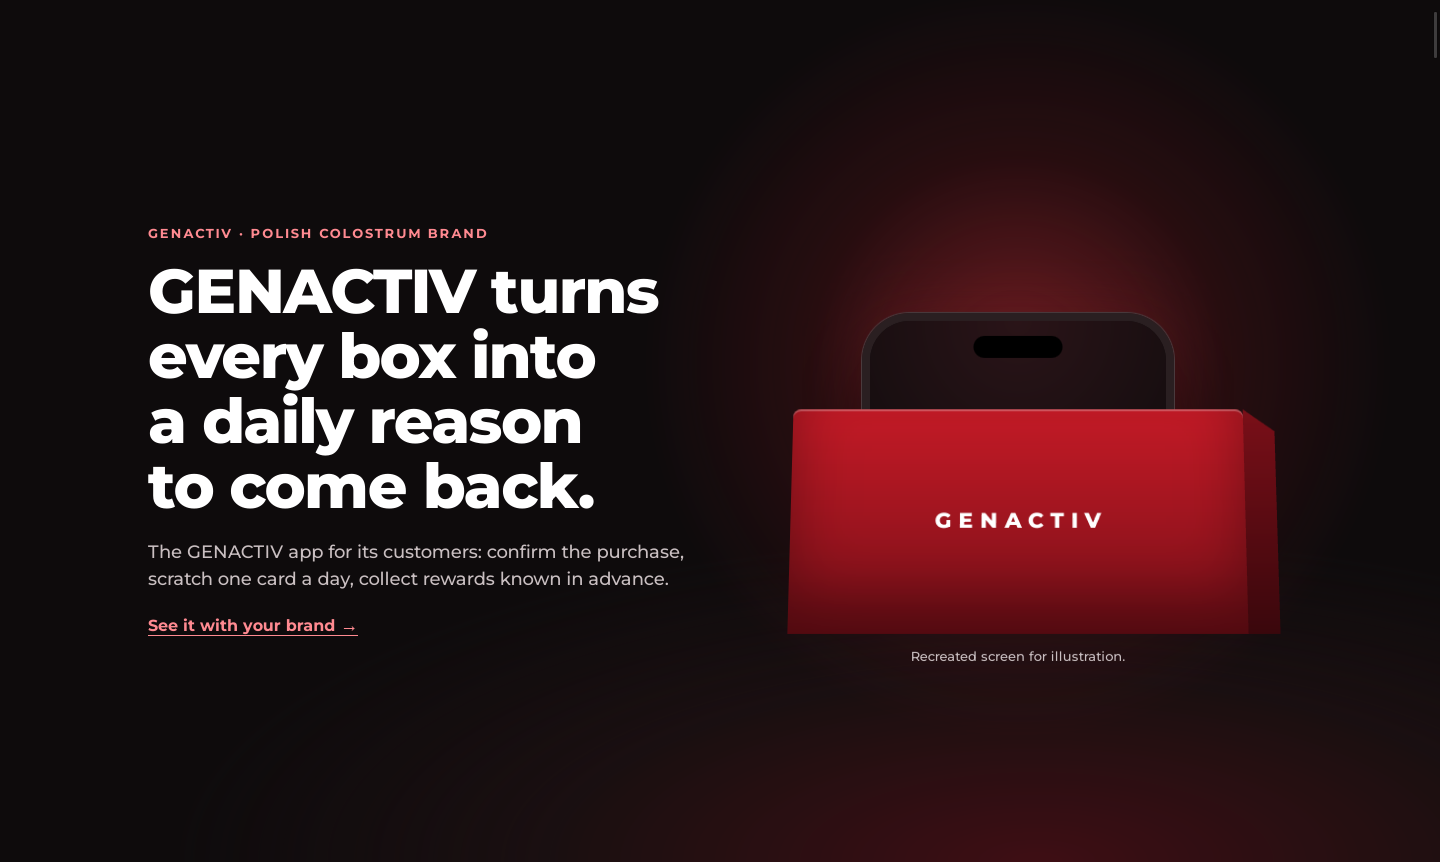 GENACTIV · POLISH COLOSTRUM BRAND
GENACTIV turns
every box into
a daily reason
to come back.
The GENACTIV app for its customers: confirm the purchase,
scratch one card a day, collect rewards known in advance.
See it with your brand →
GENACTIV
Recreated screen for illustration.